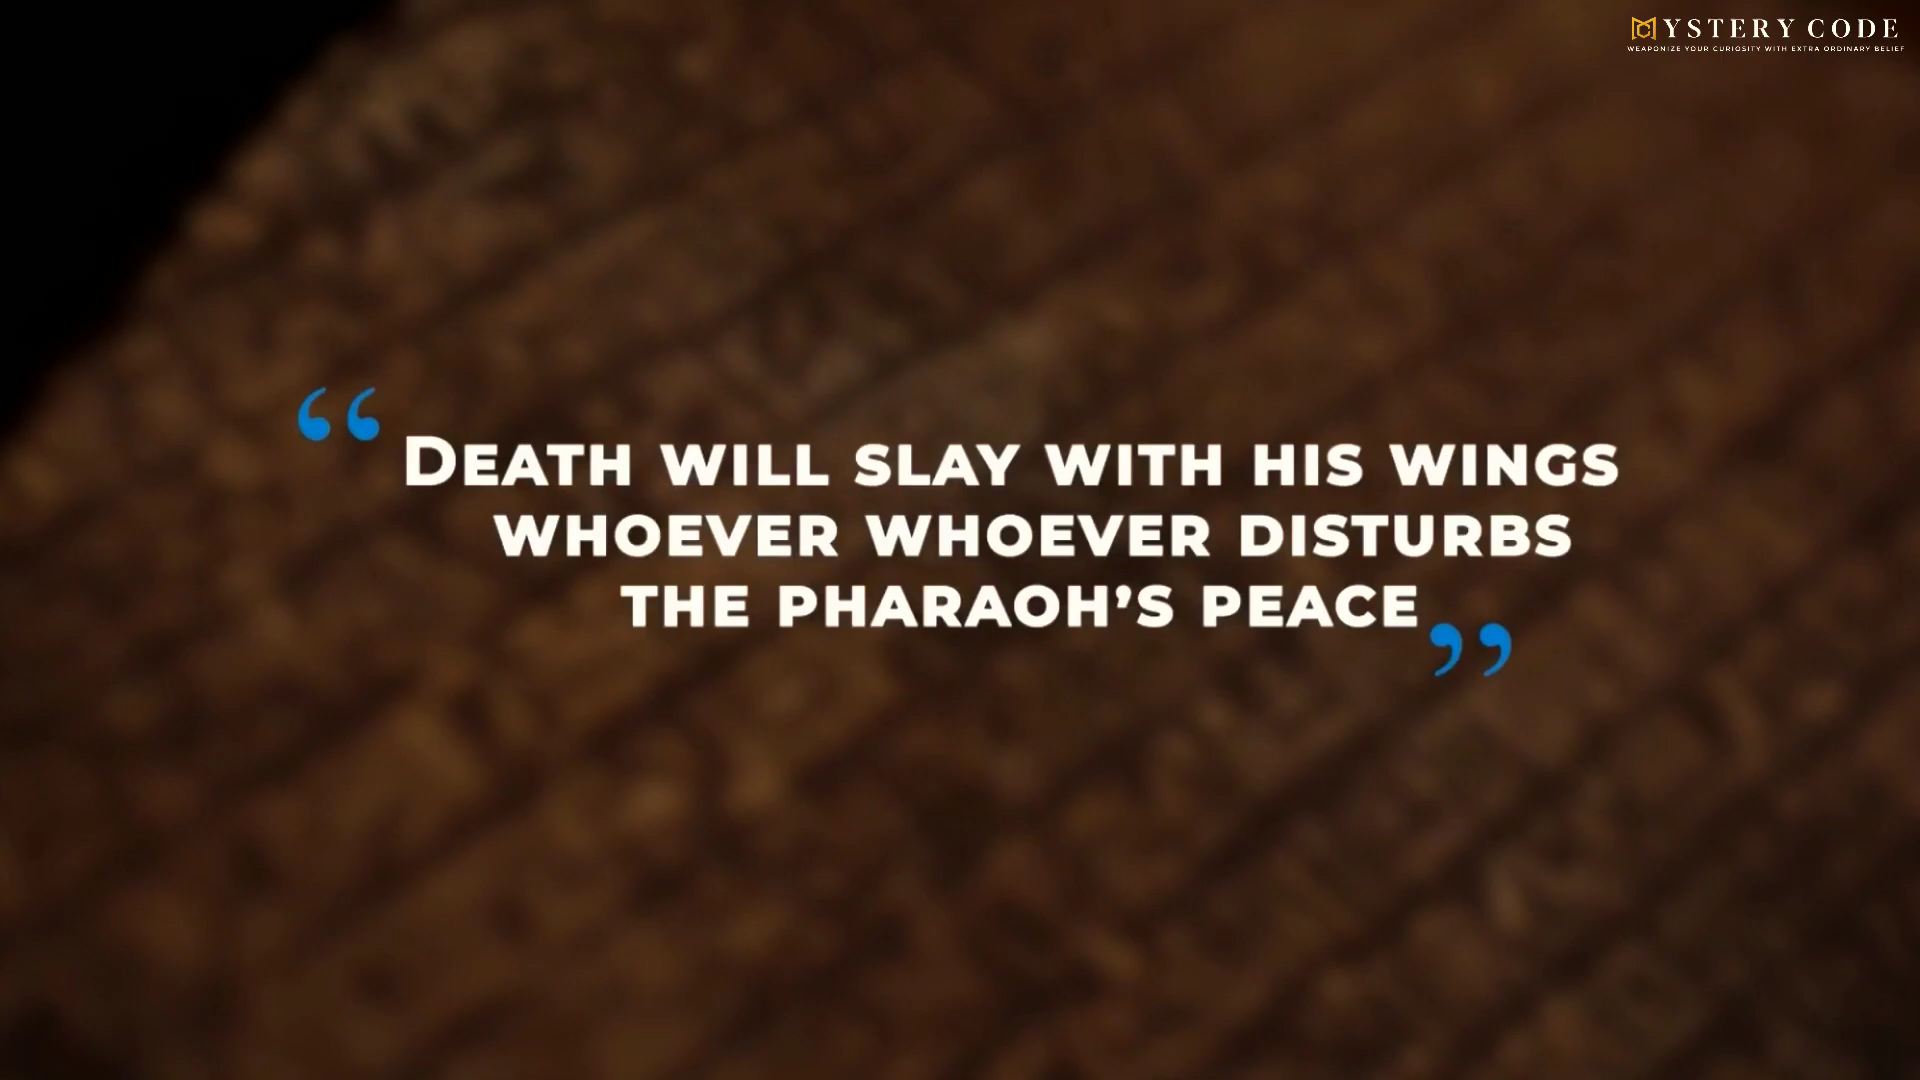 MYSTERY CODE
WEAPONIZE YOUR CURIOSITY WITH EXTRA ORDINARY BELIEF
“DEATH WILL SLAY WITH HIS WINGS
WHOEVER WHOEVER DISTURBS
THE PHARAOH’S PEACE”